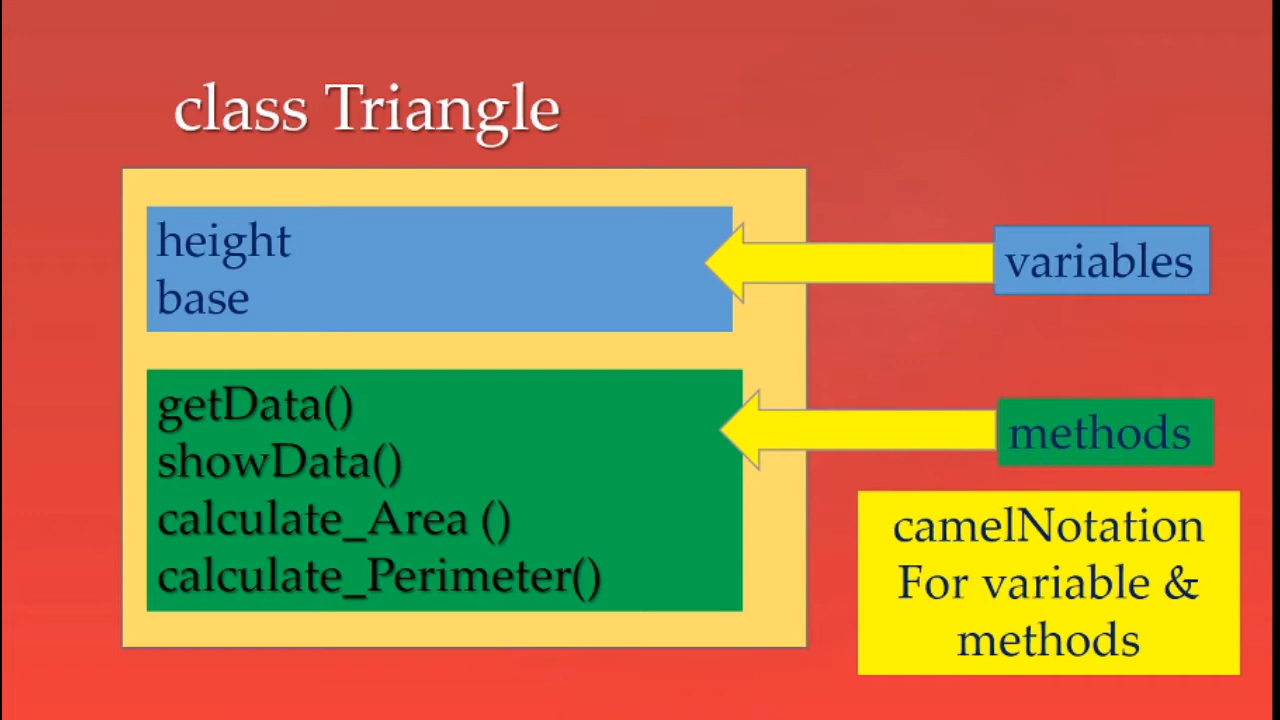 class Triangle
height
base
variables
getData()
showData()
calculate_Area ()
calculate_Perimeter()
methods
camelNotation
For variable &
methods